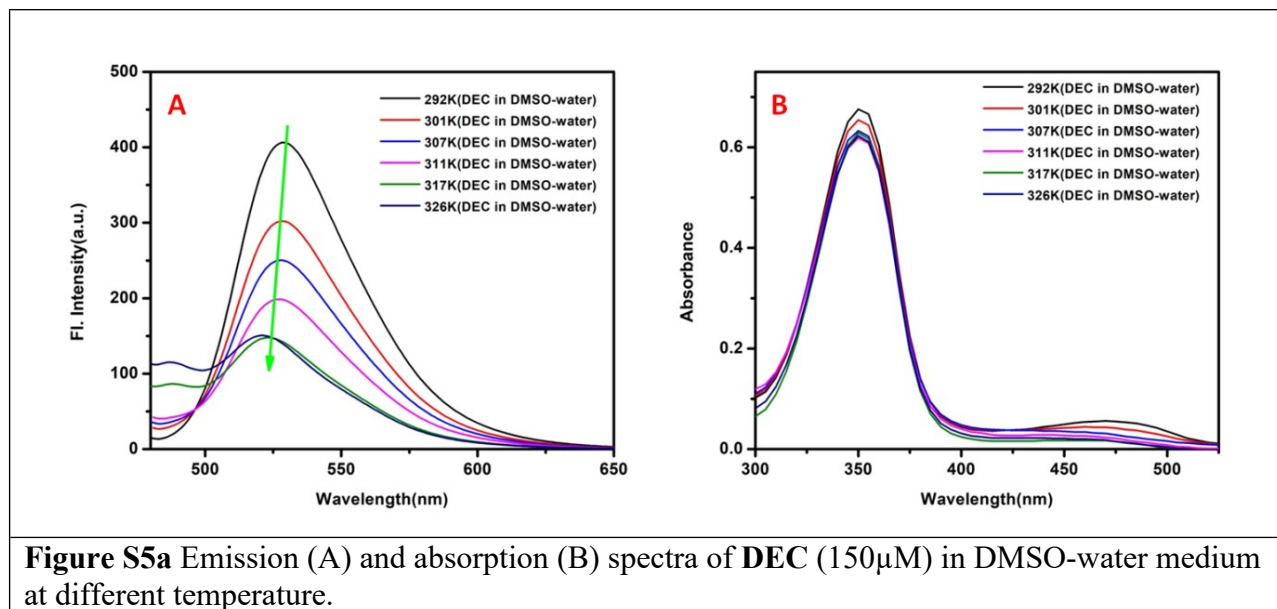 A
500
400
300
200
100
0
Fl. Intensity(a.u.)
500
550
600
650
Wavelength(nm)
292K(DEC in DMSO-water)
301K(DEC in DMSO-water)
307K(DEC in DMSO-water)
311K(DEC in DMSO-water)
317K(DEC in DMSO-water)
326K(DEC in DMSO-water)
B
0.6
0.4
0.2
0.0
Absorbance
300
350
400
450
500
Wavelength(nm)
292K(DEC in DMSO-water)
301K(DEC in DMSO-water)
307K(DEC in DMSO-water)
311K(DEC in DMSO-water)
317K(DEC in DMSO-water)
326K(DEC in DMSO-water)
Figure S5a Emission (A) and absorption (B) spectra of DEC (150µM) in DMSO-water medium
at different temperature.